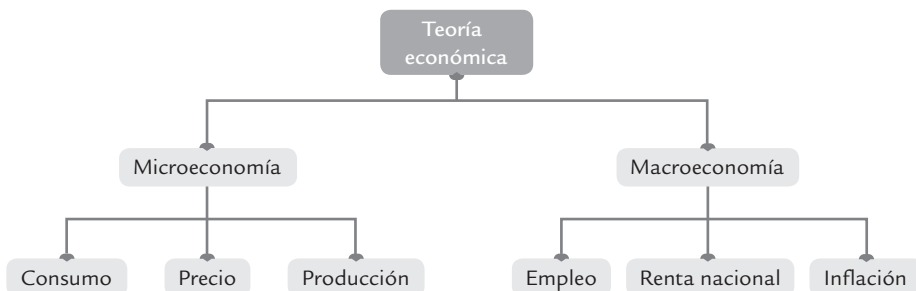 Teoría
económica
Microeconomía
Macroeconomía
Consumo
Precio
Producción
Empleo
Renta nacional
Inflación